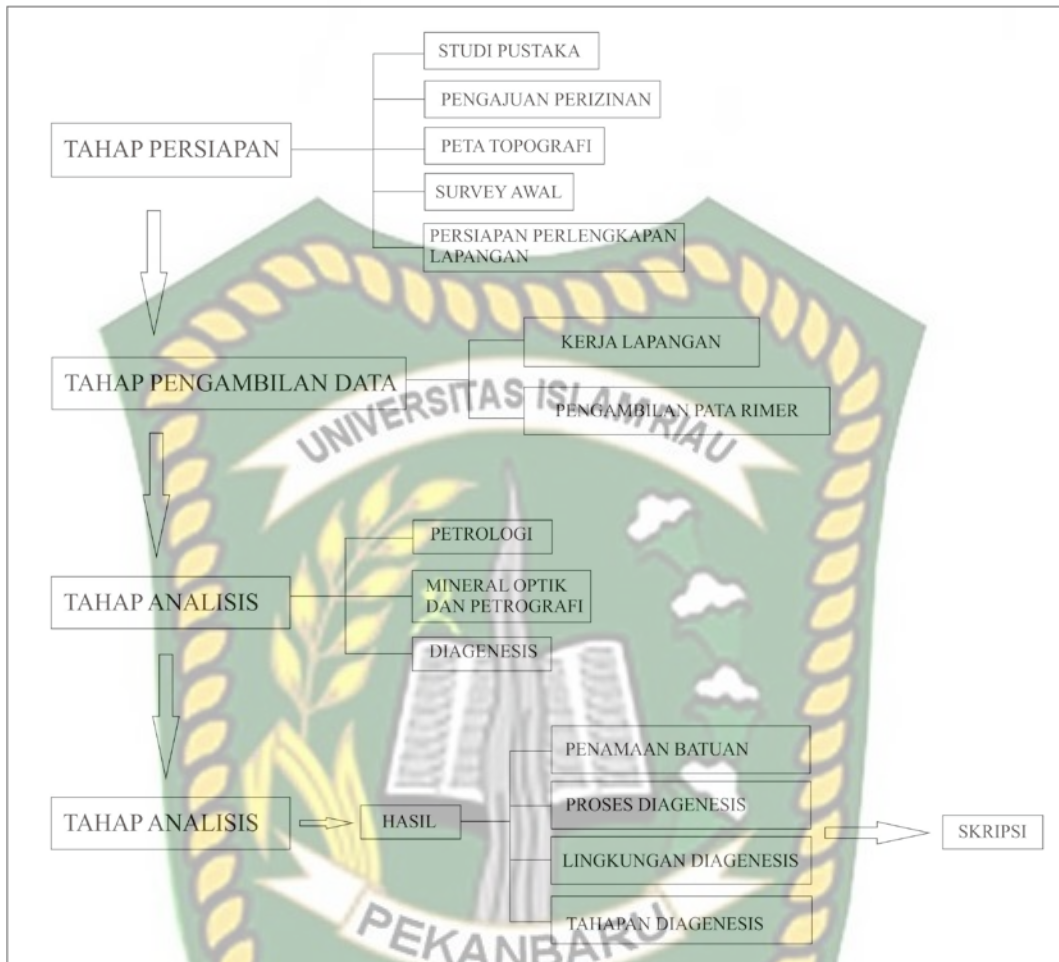 STUDI PUSTAKA
PENGAJUAN PERIZINAN
TAHAP PERSIAPAN
PETA TOPOGRAFI
SURVEY AWAL
PERSIAPAN PERLENGKAPAN
LAPANGAN
KERJA LAPANGAN
TAHAP PENGAMBILAN DATA
PENGAMBILAN PATA RIMER
UNIVERSITAS ISLAM RIAU
PETROLOGI
TAHAP ANALISIS
MINERAL OPTIK
DAN PETROGRAFI
DIAGENESIS
PENAMAAN BATUAN
PROSES DIAGENESIS
TAHAP ANALISIS
HASIL
SKRIPSI
LINGKUNGAN DIAGENESIS
TAHAPAN DIAGENESIS
PEKANBARU